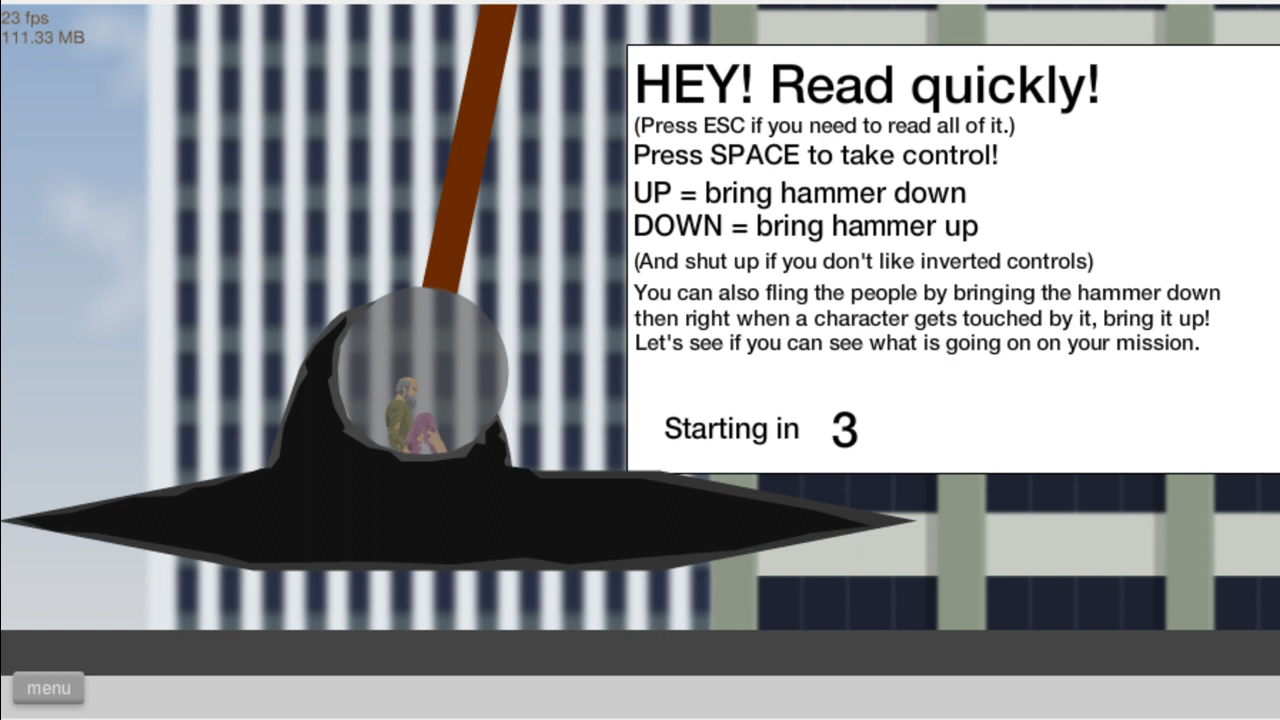 23 fps
111.33 MB
HEY! Read quickly!
(Press ESC if you need to read all of it.)
Press SPACE to take control!
UP = bring hammer down
DOWN = bring hammer up
(And shut up if you don't like inverted controls)
You can also fling the people by bringing the hammer down
then right when a character gets touched by it, bring it up!
Let's see if you can see what is going on on your mission.
Starting in 3
menu